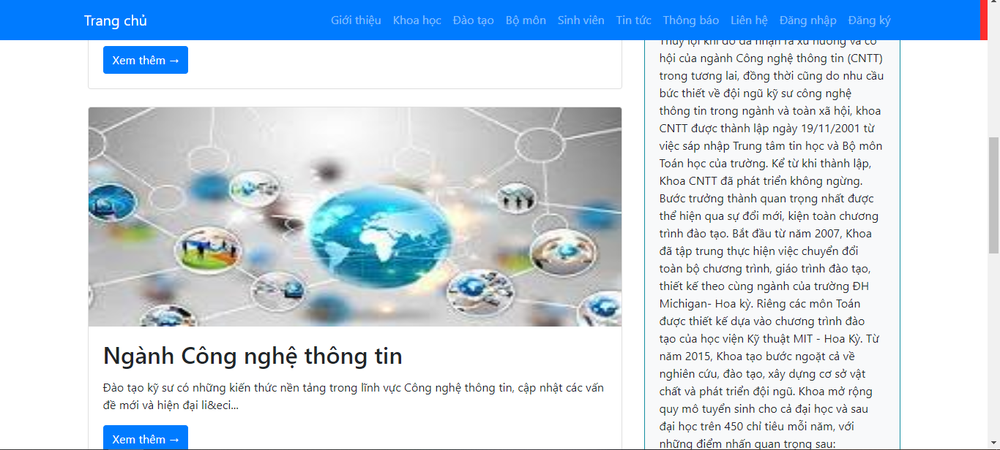 Trang chủ
Giới thiệu Khoa học Đào tạo Bộ môn Sinh viên Tin tức Thông báo Liên hệ Đăng nhập Đăng ký
Xem thêm →
Ngành Công nghệ thông tin
Đào tạo kỹ sư có những kiến thức nền tảng trong lĩnh vực Công nghệ thông tin, cập nhật các vấn
đề mới và hiện đại li&eci...
Xem thêm →
Thủy lợi khi đó đã nhận ra xu hướng và cơ
hội của ngành Công nghệ thông tin (CNTT)
trong tương lai, đồng thời cũng do nhu cầu
bức thiết về đội ngũ kỹ sư công nghệ
thông tin trong ngành và toàn xã hội, khoa
CNTT được thành lập ngày 19/11/2001 từ
việc sáp nhập Trung tâm tin học và Bộ môn
Toán học của trường. Kể từ khi thành lập,
Khoa CNTT đã phát triển không ngừng.
Bước trưởng thành quan trọng nhất được
thể hiện qua sự đổi mới, kiện toàn chương
trình đào tạo. Bắt đầu từ năm 2007, Khoa
đã tập trung thực hiện việc chuyển đổi
toàn bộ chương trình, giáo trình đào tạo,
thiết kế theo cùng ngành của trường ĐH
Michigan- Hoa kỳ. Riêng các môn Toán
được thiết kế dựa vào chương trình đào
tạo của học viện Kỹ thuật MIT - Hoa Kỳ. Từ
năm 2015, Khoa tạo bước ngoặt cả về
nghiên cứu, đào tạo, xây dựng cơ sở vật
chất và phát triển đội ngũ. Khoa mở rộng
quy mô tuyển sinh cho cả đại học và sau
đại học trên 450 chỉ tiêu mỗi năm, với
những điểm nhấn quan trọng sau: